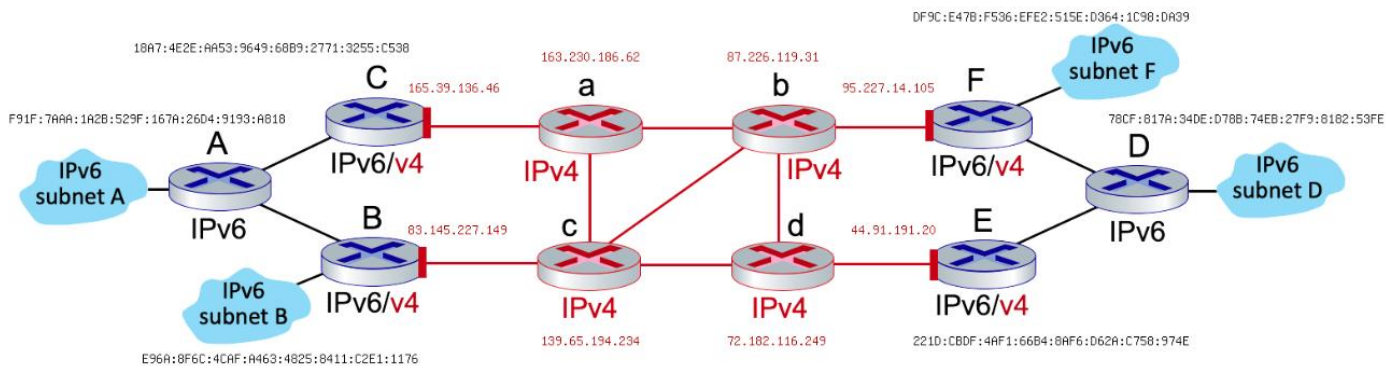 DF9C:E47B:F536:EFE2:515E:D364:1C98:DA39
IPv6
subnet F
18A7:4E2E:AA53:9649:68B9:2771:3255:C538
163.230.186.62
87.226.119.31
C
165.39.136.46
a
b
95.227.14.105
F
F91F:7AAA:1A2B:529F:167A:26D4:9193:A818
78CF:817A:34DE:D78B:74EB:27F9:8182:53FE
A
IPv6/v4
IPv4
IPv4
IPv6/v4
D
IPv6
subnet A
IPv6
subnet D
IPv6
B
83.145.227.149
c
d
44.91.191.20
E
IPv6
IPv6
subnet B
IPv6/v4
IPv4
IPv4
IPv6/v4
139.65.194.234
72.182.116.249
E96A:8F6C:4CAF:A463:4825:8411:C2E1:1176
221D:CBDF:4AF1:66B4:8AF6:D62A:C758:974E